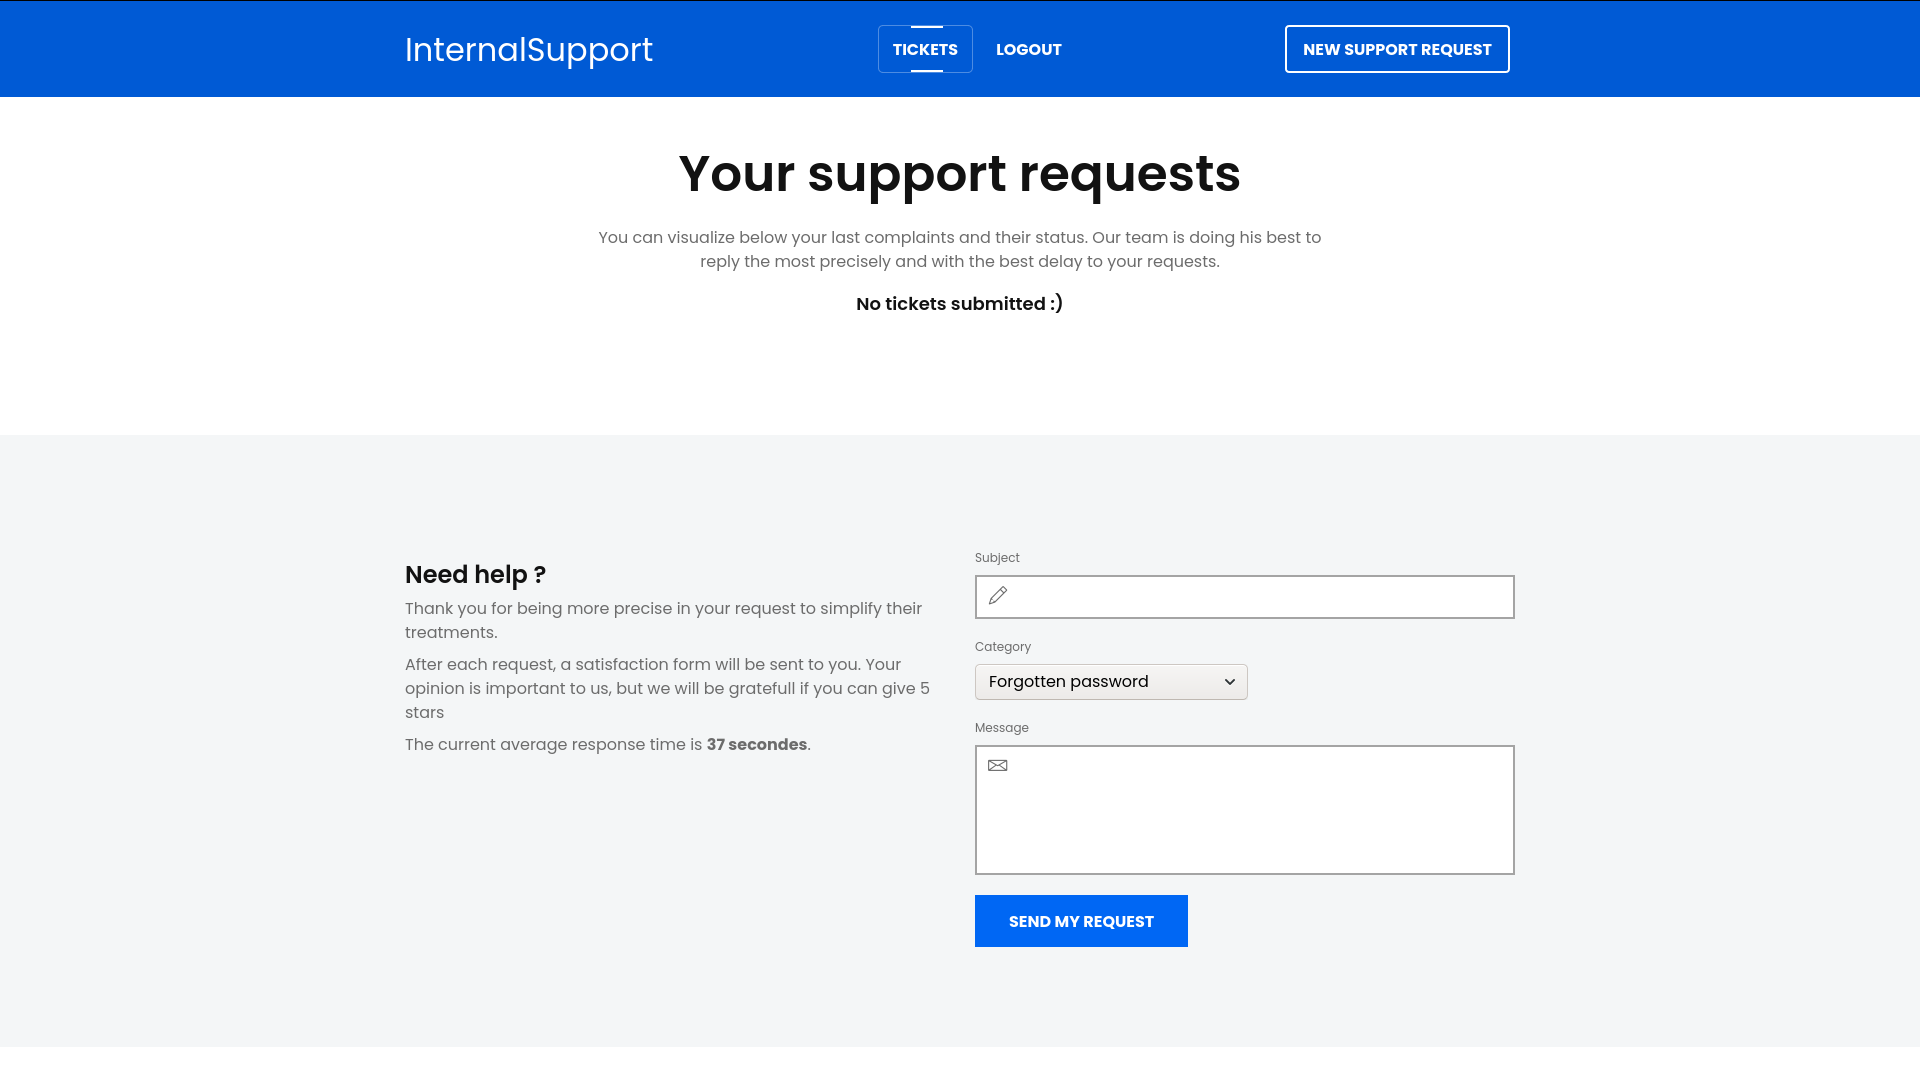 InternalSupport
TICKETS
LOGOUT
NEW SUPPORT REQUEST
Your support requests
You can visualize below your last complaints and their status. Our team is doing his best to
reply the most precisely and with the best delay to your requests.
No tickets submitted :)
Need help ?
Thank you for being more precise in your request to simplify their
treatments.
After each request, a satisfaction form will be sent to you. Your
opinion is important to us, but we will be gratefull if you can give 5
stars
The current average response time is 37 secondes.
Subject
Category
Forgotten password
Message
SEND MY REQUEST